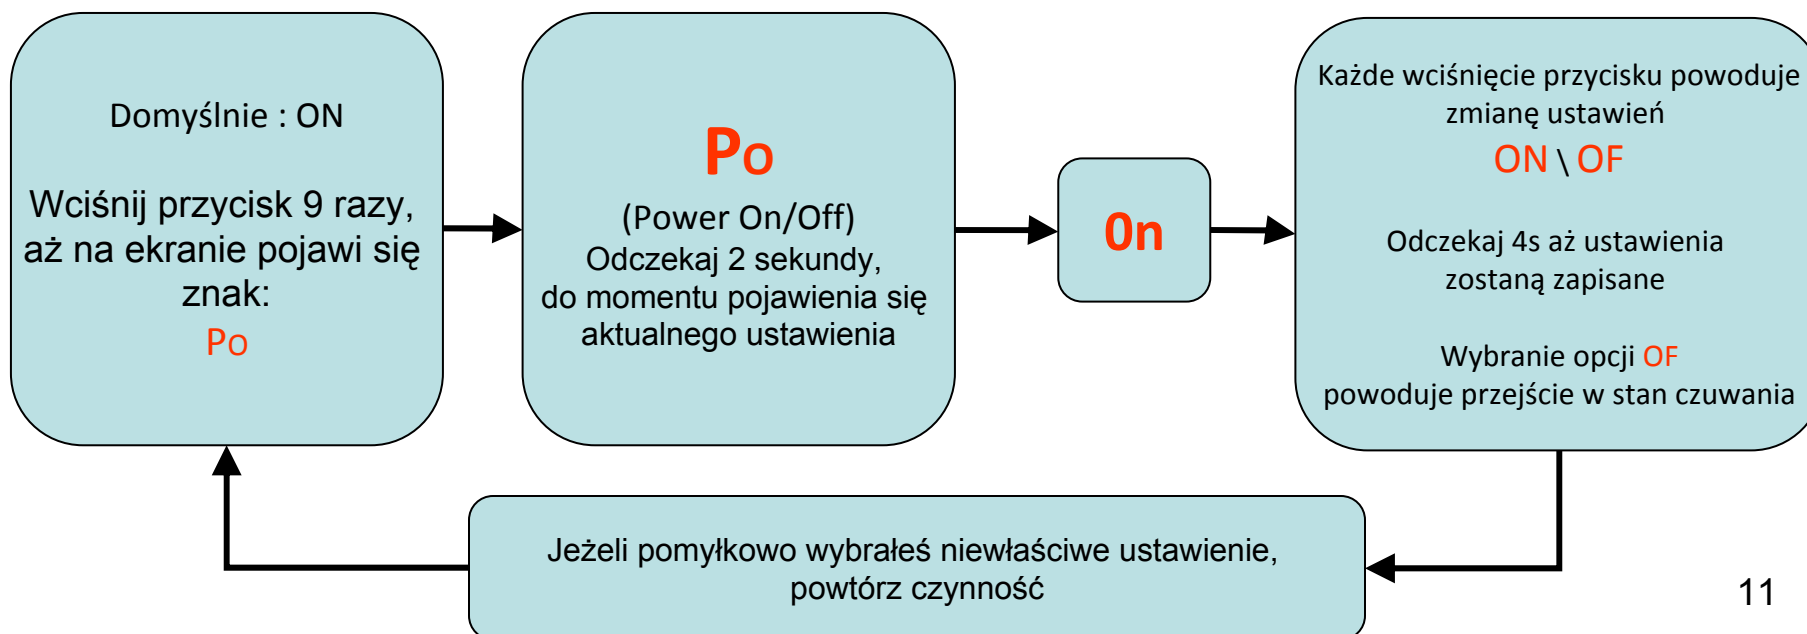 Domyślnie : ON
Wciśnij przycisk 9 razy,
aż na ekranie pojawi się
znak:
Po
Po
(Power On/Off)
Odczekaj 2 sekundy,
do momentu pojawienia się
aktualnego ustawienia
0n
Każde wciśnięcie przycisku powoduje
zmianę ustawień
ON \ OF
Odczekaj 4s aż ustawienia
zostaną zapisane
Wybranie opcji OF
powoduje przejście w stan czuwania
Jeżeli pomyłkowo wybrałeś niewłaściwe ustawienie,
powtórz czynność
11